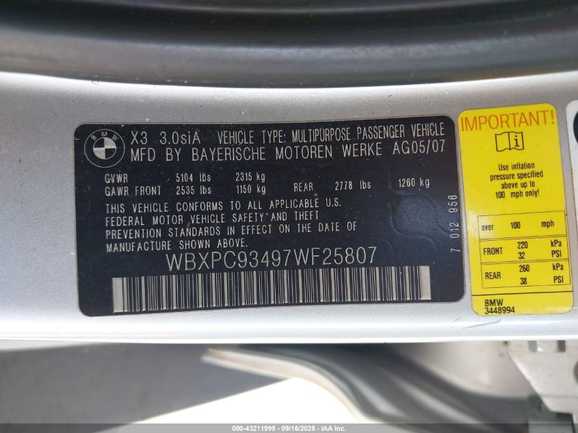 BMW
X3 3.0siA VEHICLE TYPE: MULTIPURPOSE PASSENGER VEHICLE
MFD BY BAYERISCHE MOTOREN WERKE AG05/07
GVWR 5104 lbs 2315 kg
GAWR FRONT 2535 lbs 1150 kg REAR 2778 lbs 1260 kg
THIS VEHICLE CONFORMS TO ALL APPLICABLE U.S.
FEDERAL MOTOR VEHICLE SAFETY AND THEFT
PREVENTION STANDARDS IN EFFECT ON THE DATE
OF MANUFACTURE SHOWN ABOVE.
7 012 958
WBXPC93497WF25807
IMPORTANT!
Use inflation
pressures specified
below at up to
100 mph only!
over 100 mph
FRONT 220 kPa
32 PSI
REAR 260 kPa
38 PSI
BMW
3448994
000-43211995 - 09/16/2025 - IAA, Inc.